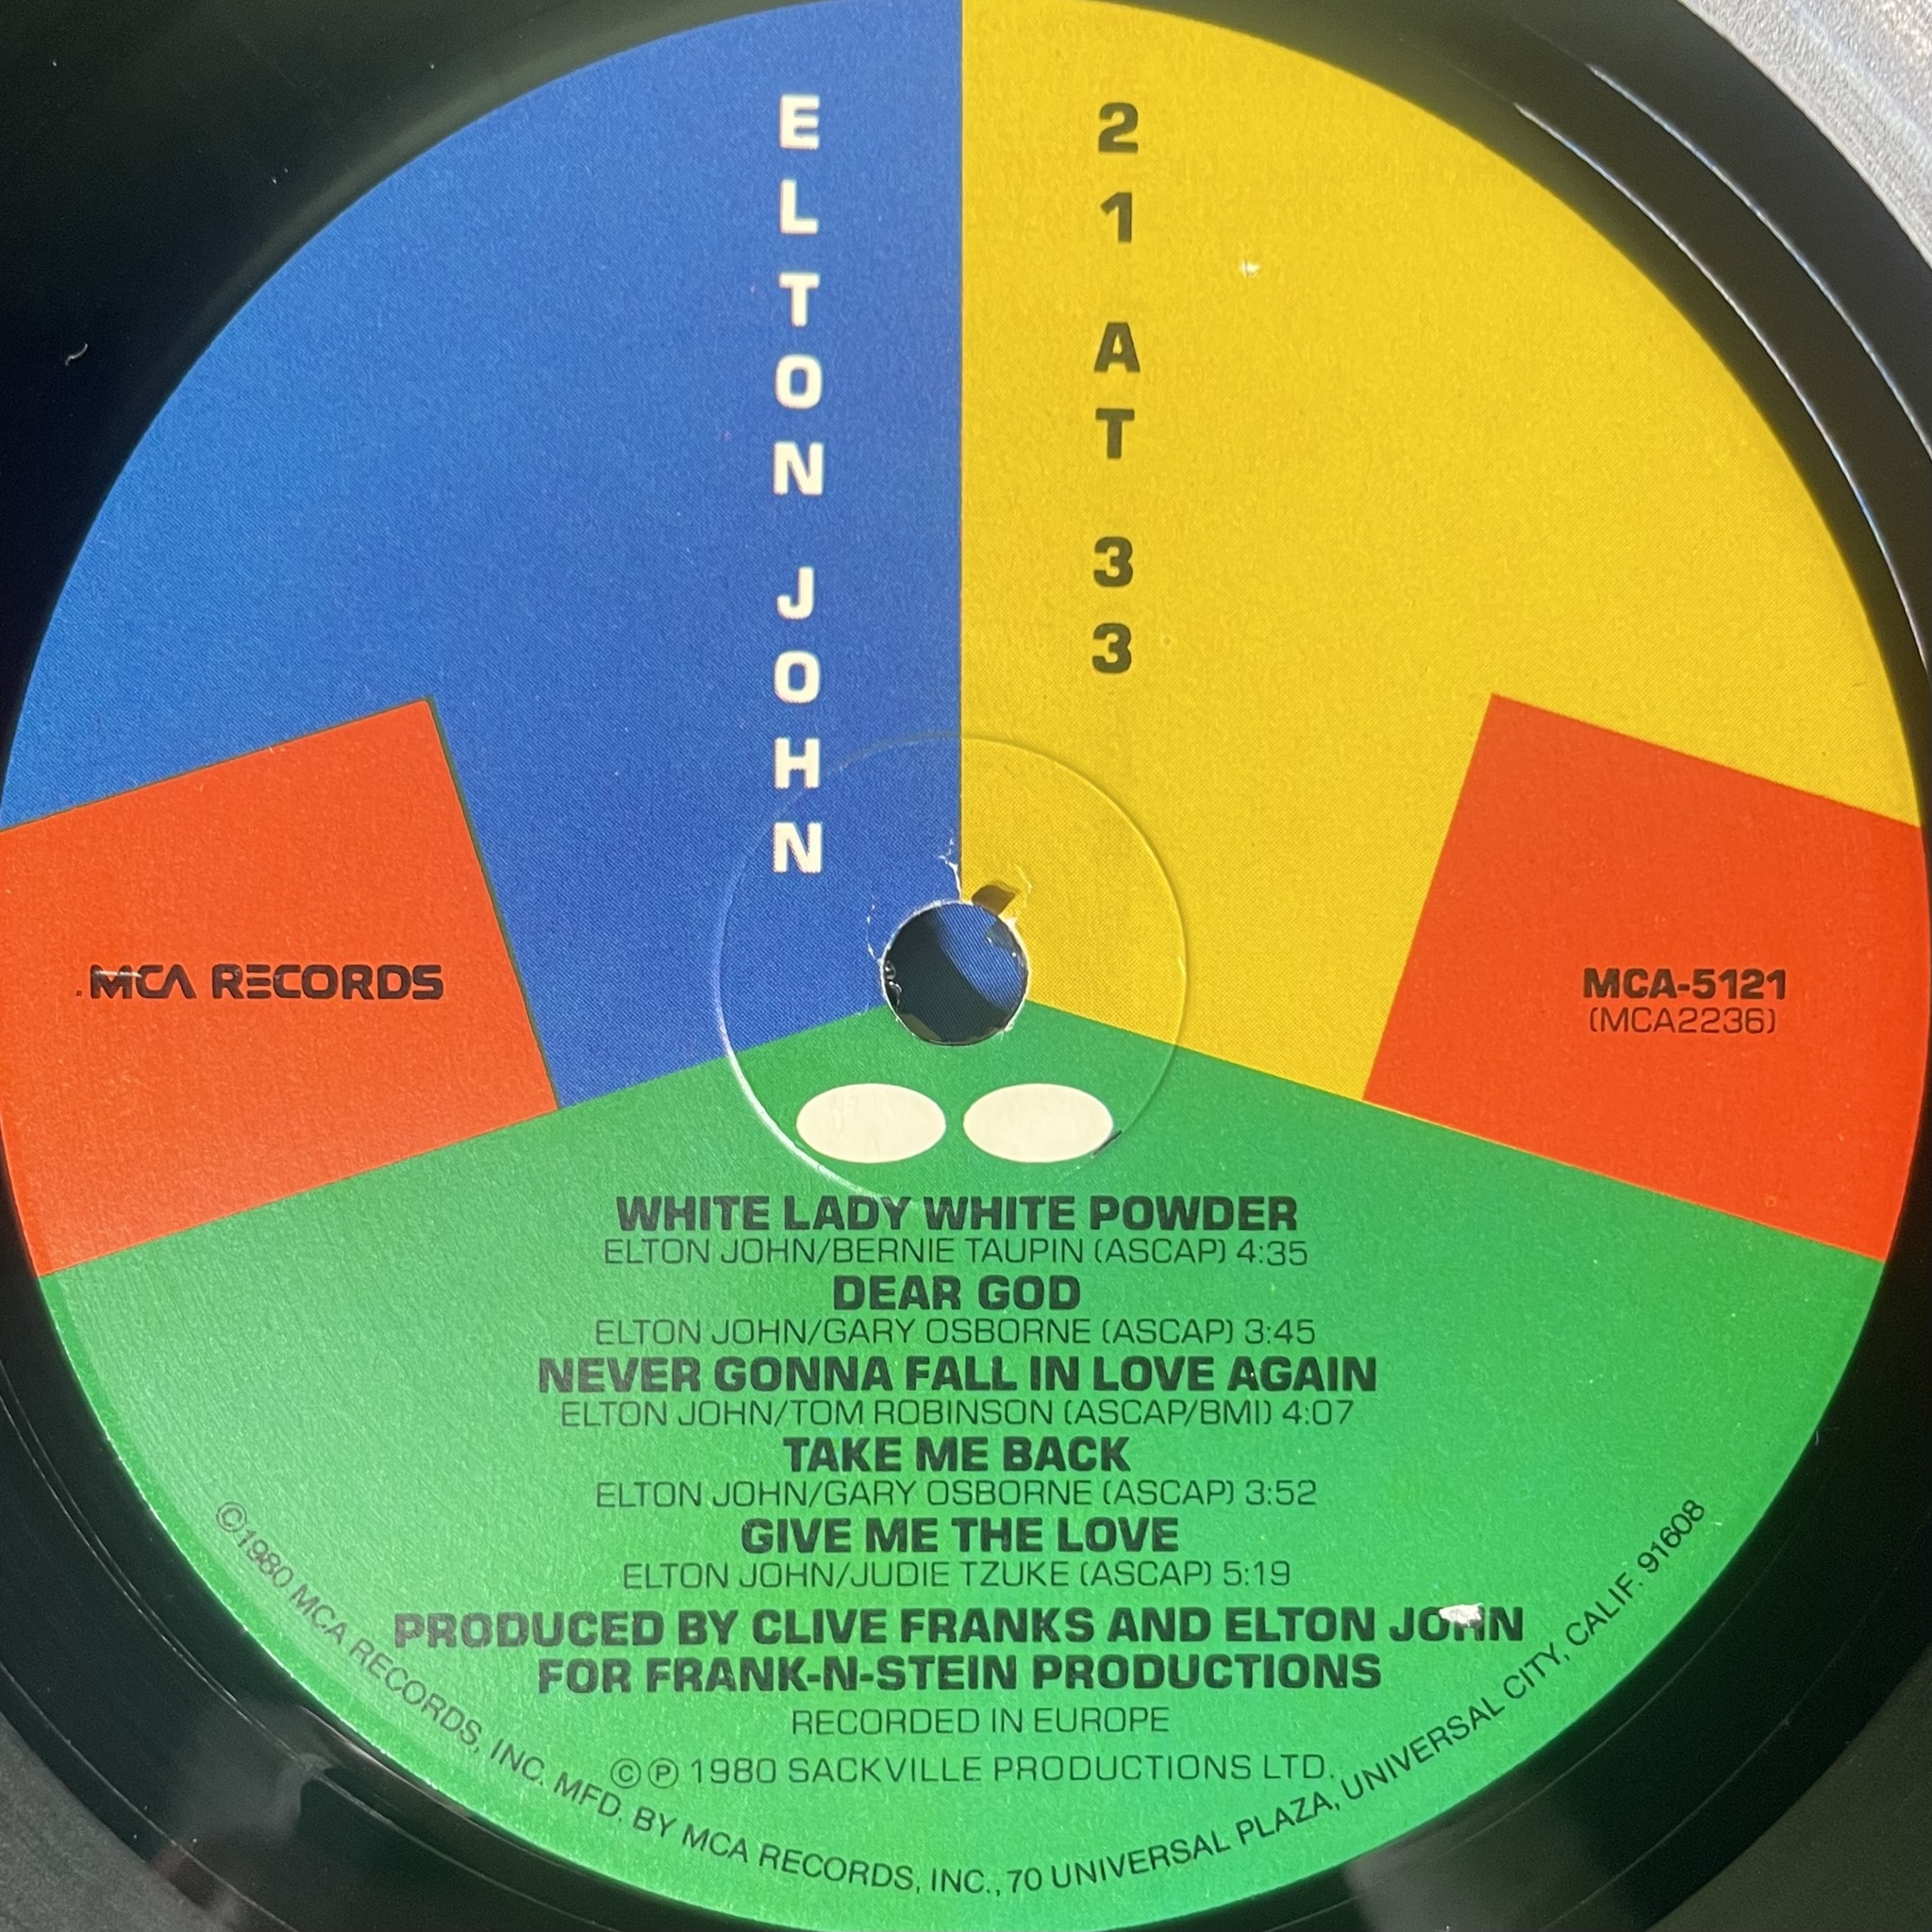 ELTON JOHN
21 AT 33
MCA RECORDS
MCA-5121
(MCA2236)
WHITE LADY WHITE POWDER
ELTON JOHN/BERNIE TAUPIN (ASCAP) 4:35
DEAR GOD
ELTON JOHN/GARY OSBORNE (ASCAP) 3:45
NEVER GONNA FALL IN LOVE AGAIN
ELTON JOHN/TOM ROBINSON (ASCAP/BMI) 4:07
TAKE ME BACK
ELTON JOHN/GARY OSBORNE (ASCAP) 3:52
GIVE ME THE LOVE
ELTON JOHN/JUDIE TZUKE (ASCAP) 5:19
PRODUCED BY CLIVE FRANKS AND ELTON JOHN
FOR FRANK-N-STEIN PRODUCTIONS
RECORDED IN EUROPE
©℗ 1980 SACKVILLE PRODUCTIONS LTD.
©1980 MCA RECORDS, INC. MFD. BY MCA RECORDS, INC., 70 UNIVERSAL PLAZA, UNIVERSAL CITY, CALIF. 91608